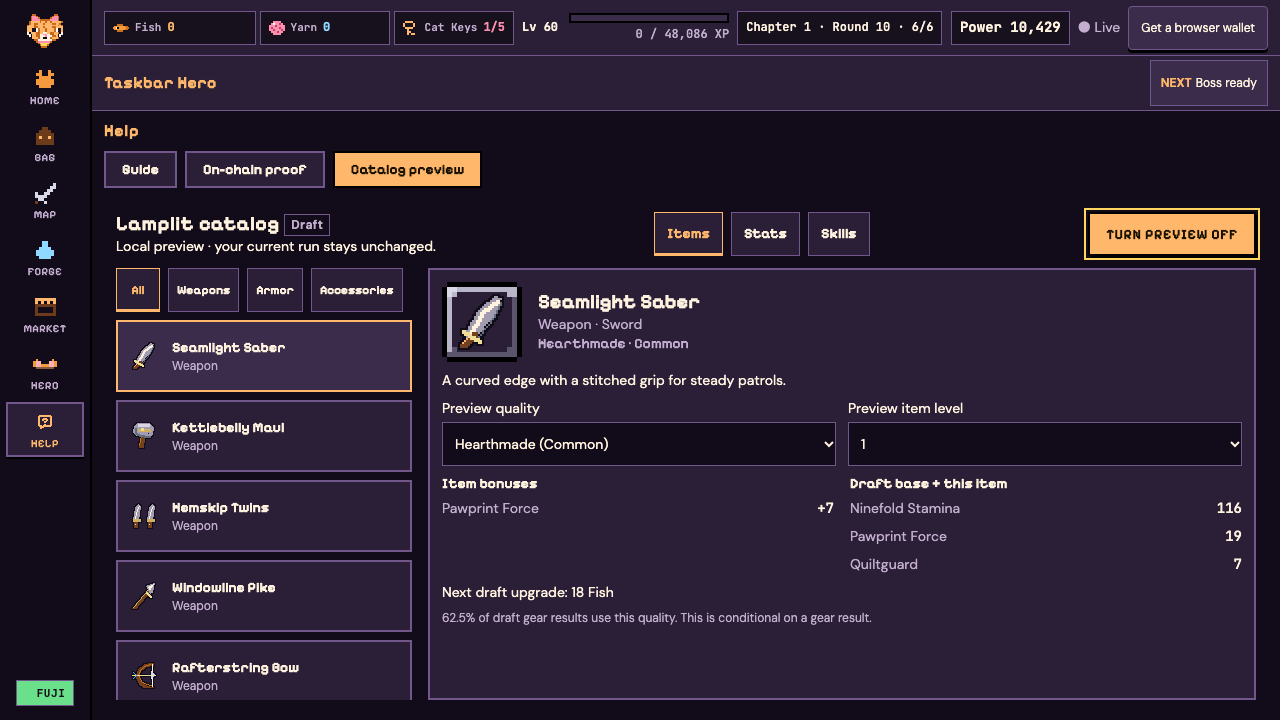 Fish 0
Yarn 0
Cat Keys 1/5
Lv 60
0 / 48,086 XP
Chapter 1 · Round 10 · 6/6
Power 10,429
Live
Get a browser wallet
HOME
BAG
MAP
FORGE
MARKET
HERO
HELP
FUJI
Taskbar Hero
NEXT Boss ready
Help
Guide
On-chain proof
Catalog preview
Lamplit catalog
Draft
Local preview · your current run stays unchanged.
Items
Stats
Skills
TURN PREVIEW OFF
All
Weapons
Armor
Accessories
Seamlight Saber
Weapon
Kettlebelly Maul
Weapon
Hemskip Twins
Weapon
Windowline Pike
Weapon
Rafterstring Bow
Weapon
Seamlight Saber
Weapon · Sword
Hearthmade · Common
A curved edge with a stitched grip for steady patrols.
Preview quality
Hearthmade (Common)
Preview item level
1
Item bonuses
Pawprint Force +7
Draft base + this item
Ninefold Stamina 116
Pawprint Force 19
Quiltguard 7
Next draft upgrade: 18 Fish
62.5% of draft gear results use this quality. This is conditional on a gear result.